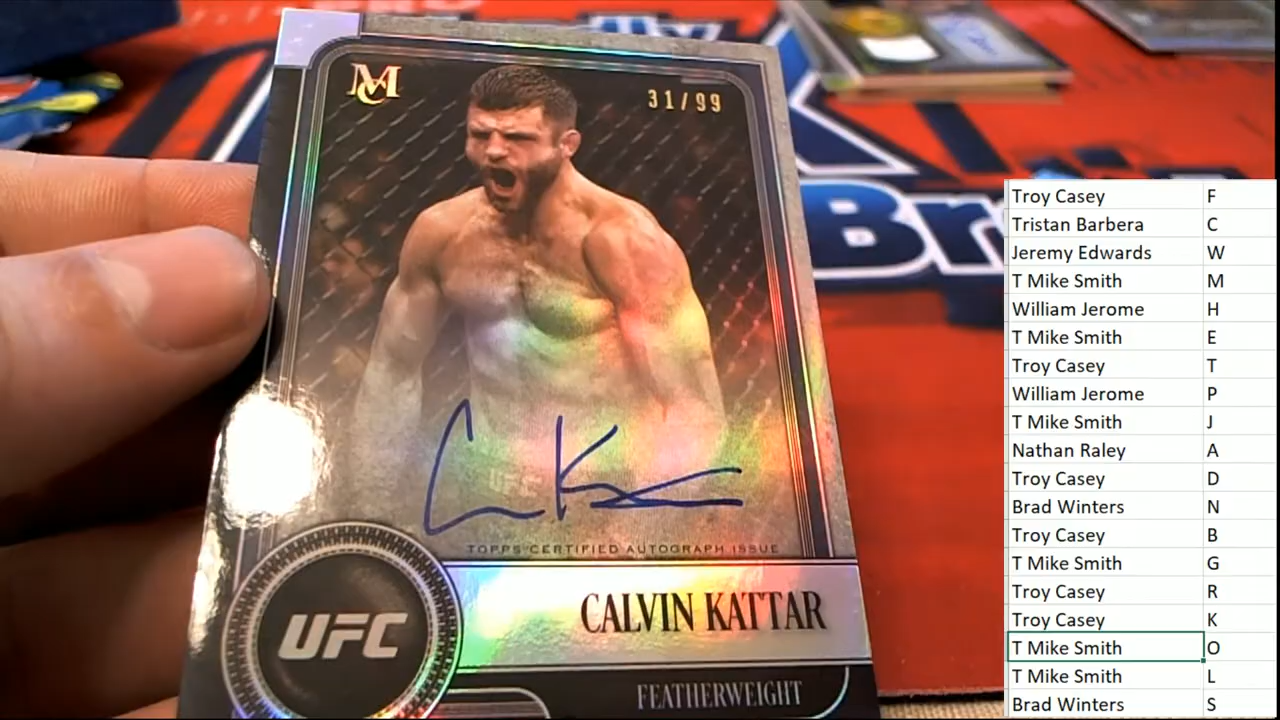 MC
31/99
UFC
TOPPS CERTIFIED AUTOGRAPH ISSUE
CALVIN KATTAR
UFC
FEATHERWEIGHT
Br
Troy Casey F
Tristan Barbera C
Jeremy Edwards W
T Mike Smith M
William Jerome H
T Mike Smith E
Troy Casey T
William Jerome P
T Mike Smith J
Nathan Raley A
Troy Casey D
Brad Winters N
Troy Casey B
T Mike Smith G
Troy Casey R
Troy Casey K
T Mike Smith O
T Mike Smith L
Brad Winters S